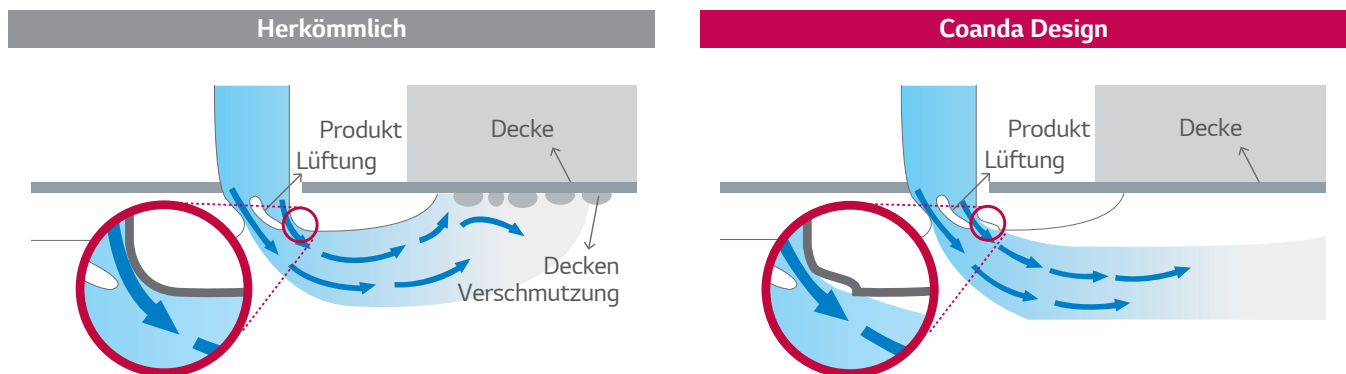 Herkömmlich
Produkt
Decke
Lüftung
Decken
Verschmutzung
Coanda Design
Produkt
Decke
Lüftung